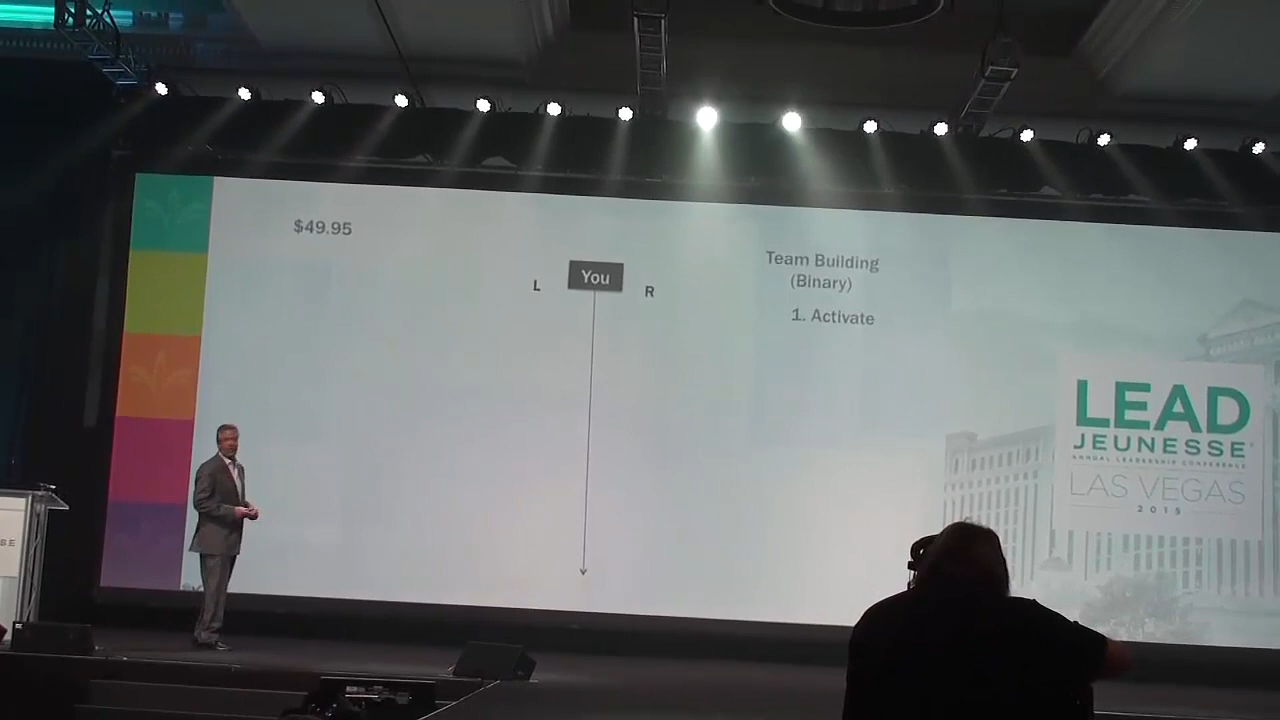 $49.95
You
L
R
Team Building
(Binary)
1. Activate
LEAD
JEUNESSE
ANNUAL LEADERSHIP CONFERENCE
LAS VEGAS
2015